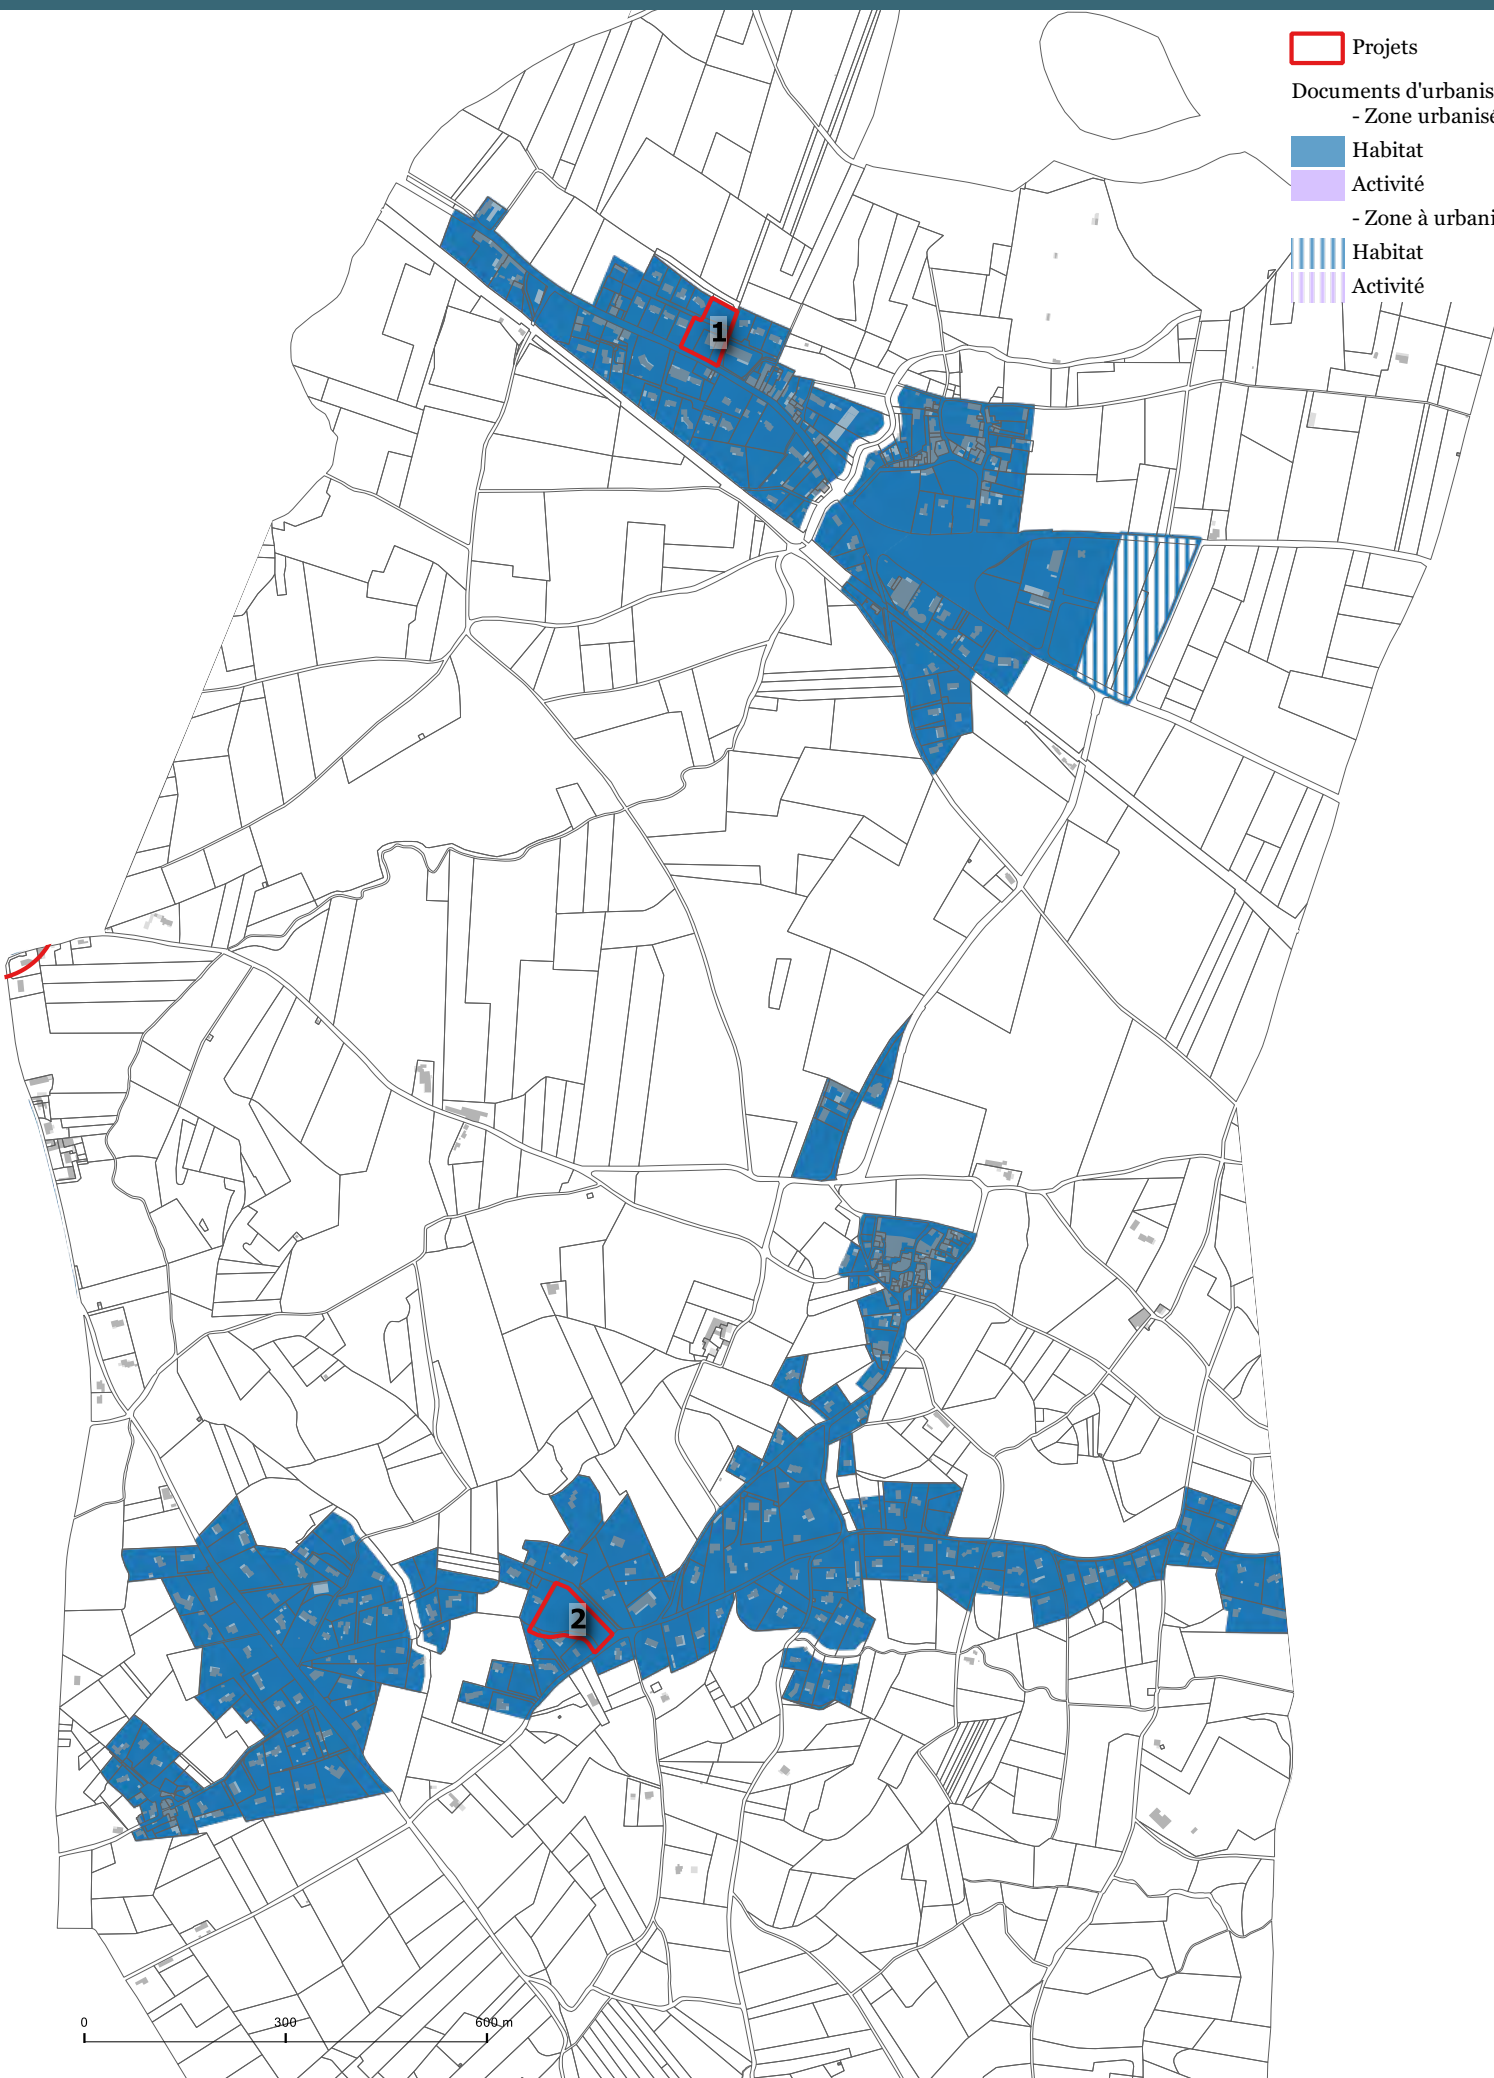 Projets
Documents d'urbanis
- Zone urbanisé
Habitat
Activité
- Zone à urbani
Habitat
Activité
1
2
0 300 600 m